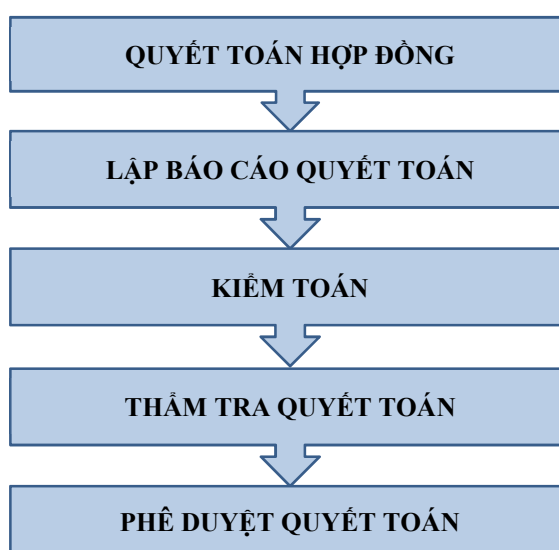 QUYẾT TOÁN HỢP ĐỒNG
LẬP BÁO CÁO QUYẾT TOÁN
KIỂM TOÁN
THẨM TRA QUYẾT TOÁN
PHÊ DUYỆT QUYẾT TOÁN